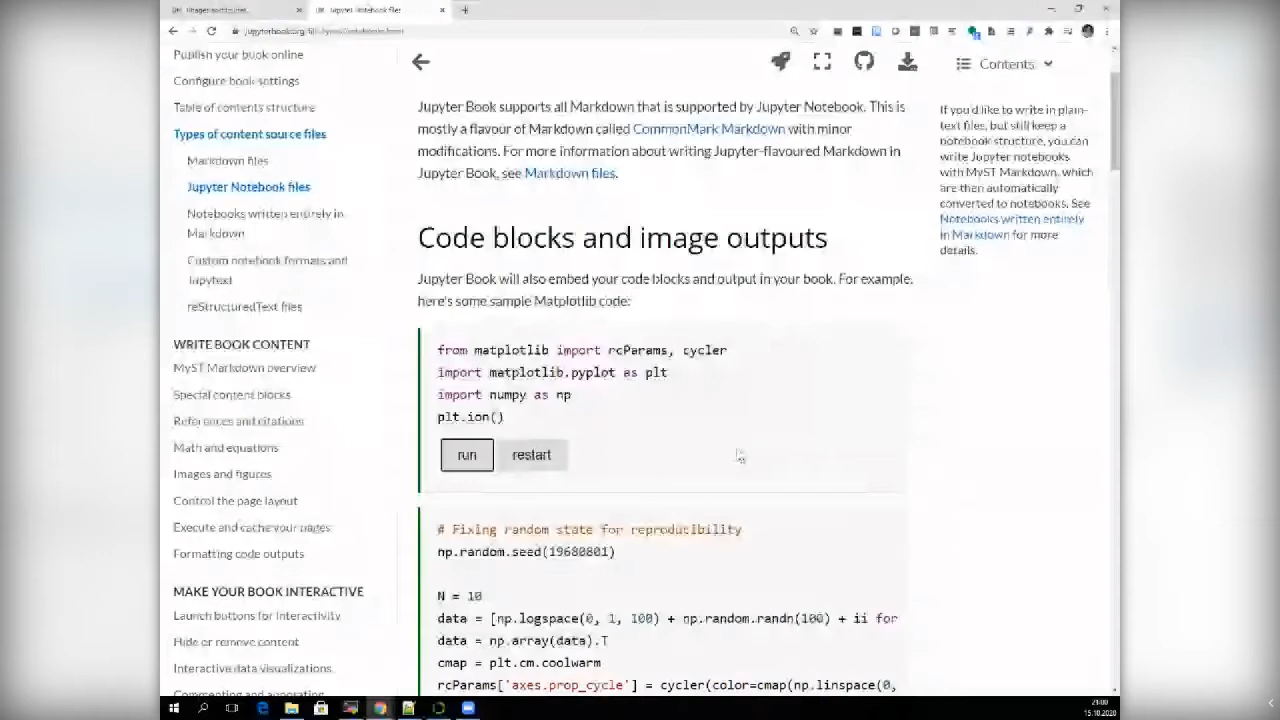 Jupyter Notebook files
Publish your book online
Configure book settings
Table of contents structure
Types of content source files
Markdown files
Jupyter Notebook files
Notebooks written entirely in
Markdown
Custom notebook formats and
Jupytext
reStructuredText files
WRITE BOOK CONTENT
MyST Markdown overview
Special content blocks
References and citations
Math and equations
Images and figures
Control the page layout
Execute and cache your pages
Formatting code outputs
MAKE YOUR BOOK INTERACTIVE
Launch buttons for interactivity
Hide or remove content
Interactive data visualizations
Commenting and annotating
Jupyter Book supports all Markdown that is supported by Jupyter Notebook. This is
mostly a flavour of Markdown called CommonMark Markdown with minor
modifications. For more information about writing Jupyter-flavoured Markdown in
Jupyter Book, see Markdown files.
Code blocks and image outputs
Jupyter Book will also embed your code blocks and output in your book. For example,
here's some sample Matplotlib code:
from matplotlib import rcParams, cycler
import matplotlib.pyplot as plt
import numpy as np
plt.ion()
run restart
# Fixing random state for reproducibility
np.random.seed(19680801)
N = 10
data = [np.logspace(0, 1, 100) + np.random.randn(100) + ii for
data = np.array(data).T
cmap = plt.cm.coolwarm
rcParams['axes.prop_cycle'] = cycler(color=cmap(np.linspace(0,
Contents
If you'd like to write in plain-
text files, but still keep a
notebook structure, you can
write Jupyter notebooks
with MyST Markdown, which
are then automatically
converted to notebooks. See
Notebooks written entirely
in Markdown for more
details.
21:00
15.10.2020